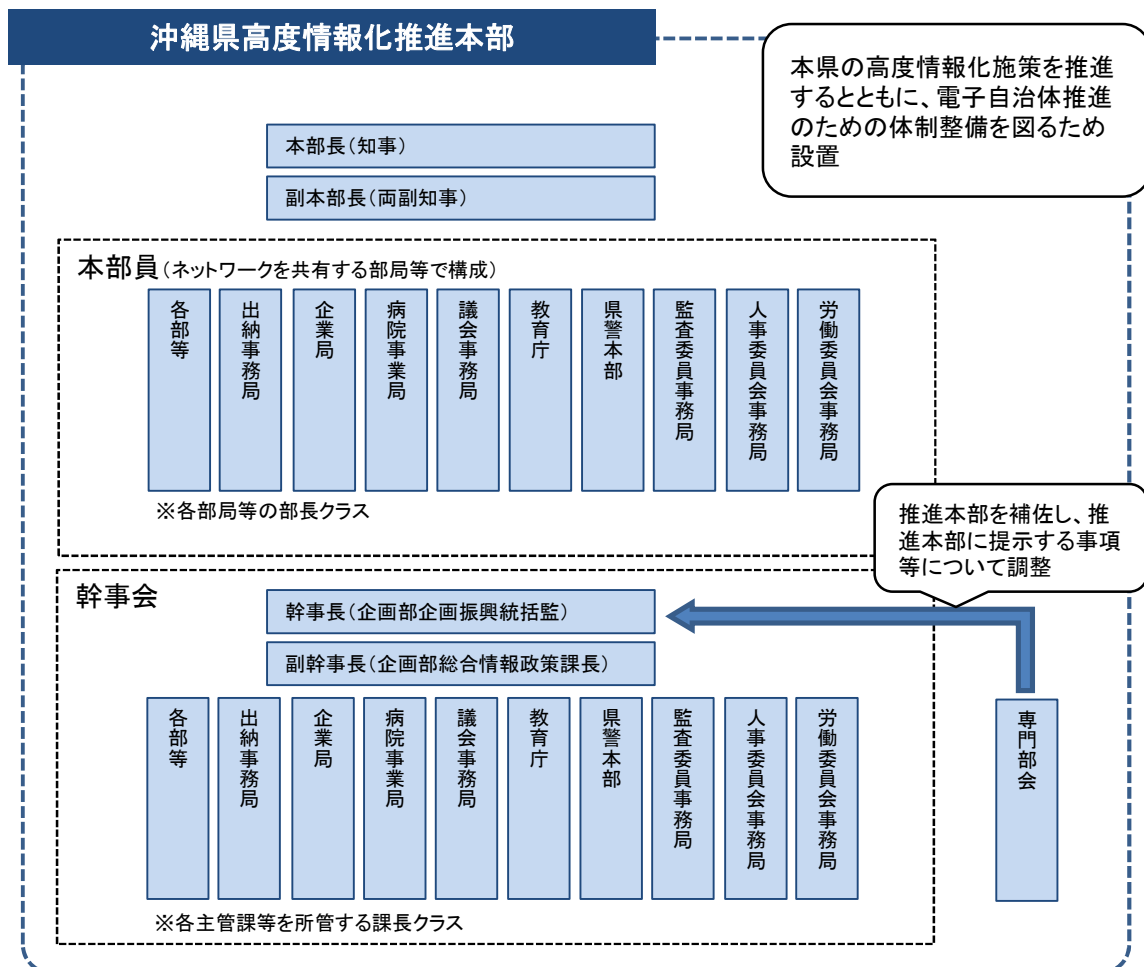 沖縄県高度情報化推進本部
本県の高度情報化施策を推進
するとともに、電子自治体推進
のための体制整備を図るため
設置
本部長（知事）
副本部長（両副知事）
本部員（ネットワークを共有する部局等で構成）
各部等
出納事務局
企業局
病院事業局
議会事務局
教育庁
県警本部
監査委員事務局
人事委員会事務局
労働委員会事務局
※各部局等の部長クラス
推進本部を補佐し、推
進本部に提示する事項
等について調整
幹事会
幹事長（企画部企画振興統括監）
副幹事長（企画部総合情報政策課長）
各部等
出納事務局
企業局
病院事業局
議会事務局
教育庁
県警本部
監査委員事務局
人事委員会事務局
労働委員会事務局
専門部会
※各主管課等を所管する課長クラス